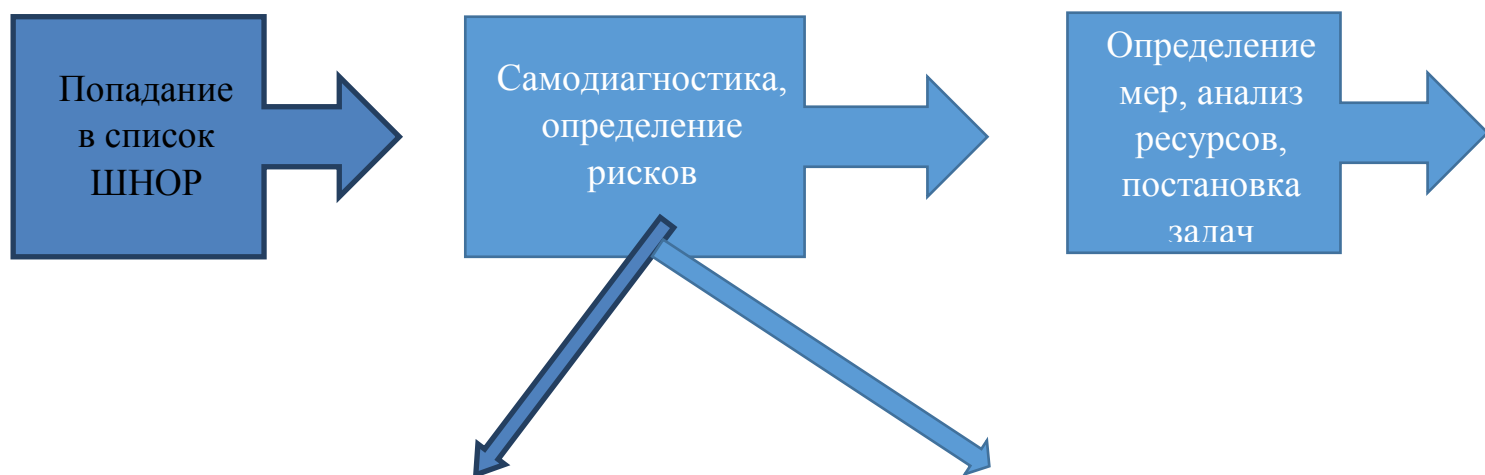 Попадание
в список
ШНОР
Самодиагностика,
определение
рисков
Определение
мер, анализ
ресурсов,
постановка
задач